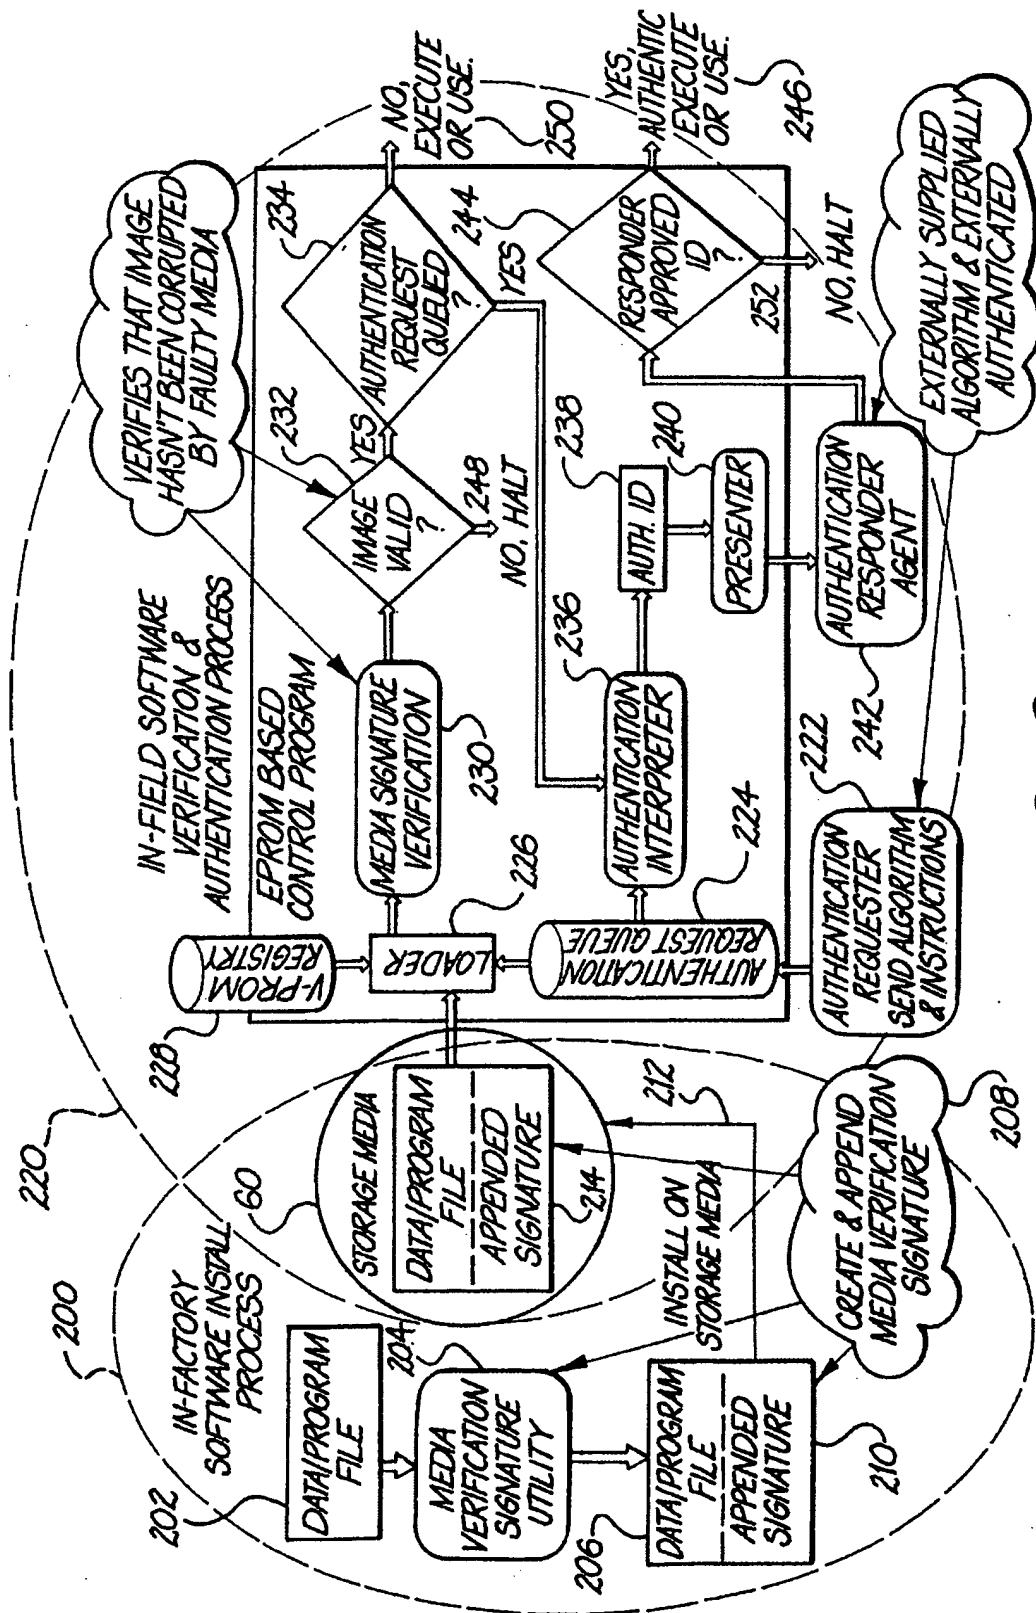 200
IN-FACTORY
SOFTWARE INSTALL
PROCESS
202
DATA/PROGRAM
FILE
204
MEDIA
VERIFICATION
SIGNATURE
UTILITY
206
DATA/PROGRAM
FILE
APPENDED
SIGNATURE
210
INSTALL ON
STORAGE MEDIA
212
CREATE & APPEND
MEDIA VERIFICATION
SIGNATURE
208
60
STORAGE MEDIA
DATA/PROGRAM
FILE
APPENDED
SIGNATURE
214
220
IN-FIELD SOFTWARE
VERIFICATION &
AUTHENTICATION PROCESS
EPROM BASED
CONTROL PROGRAM
228
V-PROM
REGISTRY
LOADER
226
AUTHENTICATION
REQUEST QUEUE
224
AUTHENTICATION
REQUESTER
SEND ALGORITHM
& INSTRUCTIONS
222
MEDIA SIGNATURE
VERIFICATION
230
VERIFIES THAT IMAGE
HASN'T BEEN CORRUPTED
BY FAULTY MEDIA
IMAGE
VALID
?
232
YES
248
NO, HALT
AUTHENTICATION
REQUEST
QUEUED
?
234
YES
NO,
EXECUTE
OR USE.
250
AUTHENTICATION
INTERPRETER
236
AUTH. ID
238
PRESENTER
240
AUTHENTICATION
RESPONDER
AGENT
242
RESPONDER
APPROVED
ID
?
244
YES,
AUTHENTIC
/EXECUTE
OR USE.
246
252
NO, HALT
EXTERNALLY SUPPLIED
ALGORITHM & EXTERNALLY
AUTHENTICATED